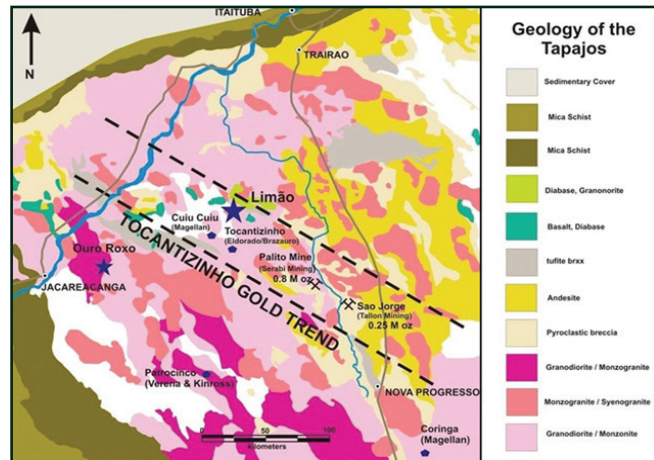 ITAITUBA
N
TRAIRAO
Limão
Cuiu Cuiu
(Magellan)
Tocantizinho
(Eldorado/Brazauro)
Ouro Roxo
Palito Mine
(Serabi Mining)
0.8 M oz
JACAREACANGA
TOCANTIZINHO GOLD TREND
Sao Jorge
(Tallon Mining)
0.25 M oz
Patrocinco
(Verena & Kinross)
NOVA PROGRESSO
Coringa
(Magellan)
0 50 100
kilometers
Geology of the
Tapajos
Sedimentary Cover
Mica Schist
Mica Schist
Diabase, Granonorite
Basalt, Diabase
tufite brxx
Andesite
Pyroclastic breccia
Granodiorite / Monzogranite
Monzogranite / Syenogranite
Granodiorite / Monzonite